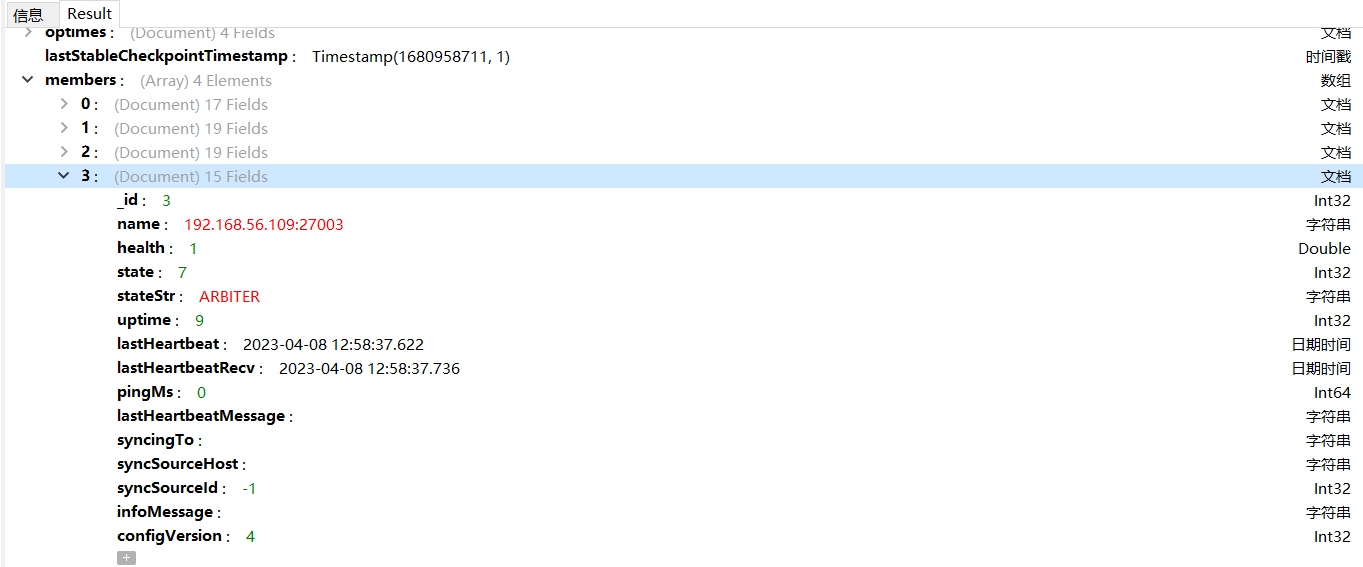 信息 Result
optimes : (Document) 4 Fields 文档
lastStableCheckpointTimestamp : Timestamp(1680958711, 1) 时间戳
members : (Array) 4 Elements 数组
0 : (Document) 17 Fields 文档
1 : (Document) 19 Fields 文档
2 : (Document) 19 Fields 文档
3 : (Document) 15 Fields 文档
_id : 3 Int32
name : 192.168.56.109:27003 字符串
health : 1 Double
state : 7 Int32
stateStr : ARBITER 字符串
uptime : 9 Int32
lastHeartbeat : 2023-04-08 12:58:37.622 日期时间
lastHeartbeatRecv : 2023-04-08 12:58:37.736 日期时间
pingMs : 0 Int64
lastHeartbeatMessage : 字符串
syncingTo : 字符串
syncSourceHost : 字符串
syncSourceId : -1 Int32
infoMessage : 字符串
configVersion : 4 Int32